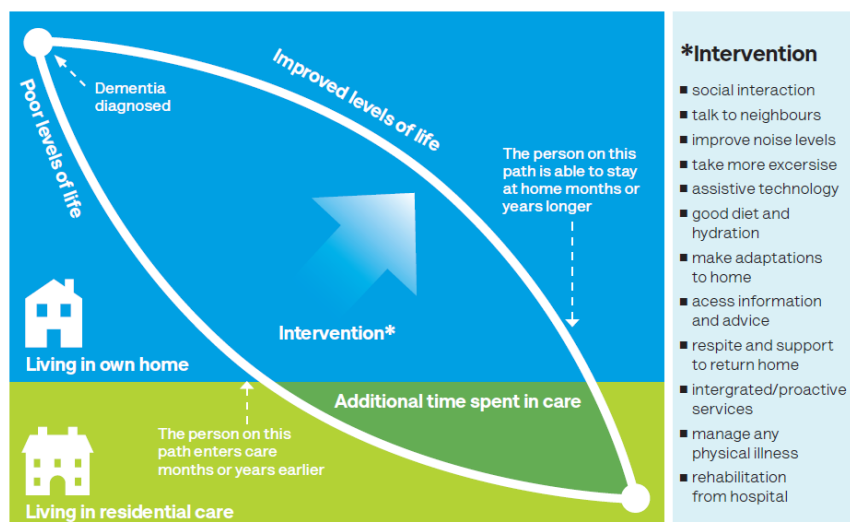 Dementia
diagnosed
Poor levels of life
Improved levels of life
The person on this
path is able to stay
at home months or
years longer
Intervention*
Living in own home
Additional time spent in care
The person on this
path enters care
months or years earlier
Living in residential care
*Intervention
■ social interaction
■ talk to neighbours
■ improve noise levels
■ take more excersise
■ assistive technology
■ good diet and
hydration
■ make adaptations
to home
■ acess information
and advice
■ respite and support
to return home
■ intergrated/proactive
services
■ manage any
physical illness
■ rehabilitation
from hospital